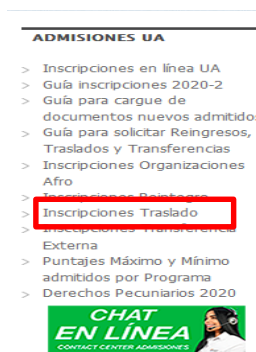 ADMISIONES UA
> Inscripciones en línea UA
> Guía inscripciones 2020-2
> Guía para cargue de
documentos nuevos admitidos
> Guía para solicitar Reingresos,
Traslados y Transferencias
> Inscripciones Organizaciones
Afro
> Inscripciones Reintegro
> Inscripciones Traslado
> Inscripciones Transferencia
Externa
> Puntajes Máximo y Mínimo
admitidos por Programa
> Derechos Pecuniarios 2020
CHAT
EN LÍNEA
CONTACT CENTER ADMISIONES